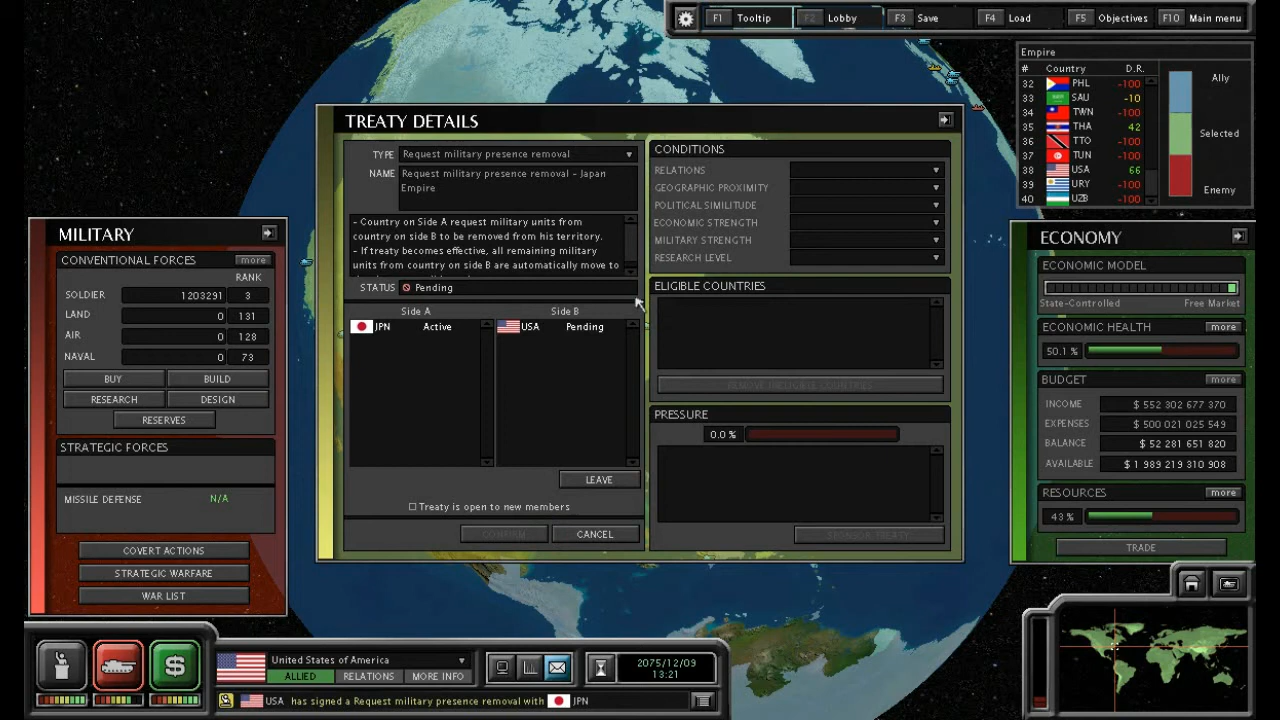 F1 Tooltip F2 Lobby F3 Save F4 Load F5 Objectives F10 Main menu
Empire
# Country D.R.
32 PHL -100
33 SAU -10
34 TWN -100
35 THA 42
36 TTO -100
37 TUN -100
38 USA 66
39 URY -100
40 UZB -100
Ally
Selected
Enemy
TREATY DETAILS
TYPE Request military presence removal
NAME Request military presence removal - Japan
Empire
- Country on Side A request military units from
country on side B to be removed from his territory.
- If treaty becomes effective, all remaining military
units from country on side B are automatically move to
STATUS Pending
Side A Side B
JPN Active USA Pending
LEAVE
Treaty is open to new members
CONFIRM CANCEL
CONDITIONS
RELATIONS
GEOGRAPHIC PROXIMITY
POLITICAL SIMILITUDE
ECONOMIC STRENGTH
MILITARY STRENGTH
RESEARCH LEVEL
ELIGIBLE COUNTRIES
REMOVE INELIGIBLE COUNTRIES
PRESSURE
0.0 %
SPONSOR TREATY
MILITARY
CONVENTIONAL FORCES more
RANK
SOLDIER 1203291 3
LAND 0 131
AIR 0 128
NAVAL 0 73
BUY BUILD
RESEARCH DESIGN
RESERVES
STRATEGIC FORCES
MISSILE DEFENSE N/A
COVERT ACTIONS
STRATEGIC WARFARE
WAR LIST
ECONOMY
ECONOMIC MODEL
State-Controlled Free Market
ECONOMIC HEALTH more
50.1 %
BUDGET more
INCOME $ 552 302 677 370
EXPENSES $ 500 021 025 549
BALANCE $ 52 281 651 820
AVAILABLE $ 1 989 219 310 908
RESOURCES more
43 %
TRADE
United States of America
ALLIED RELATIONS MORE INFO
2075/12/09
13:21
USA has signed a Request military presence removal with JPN